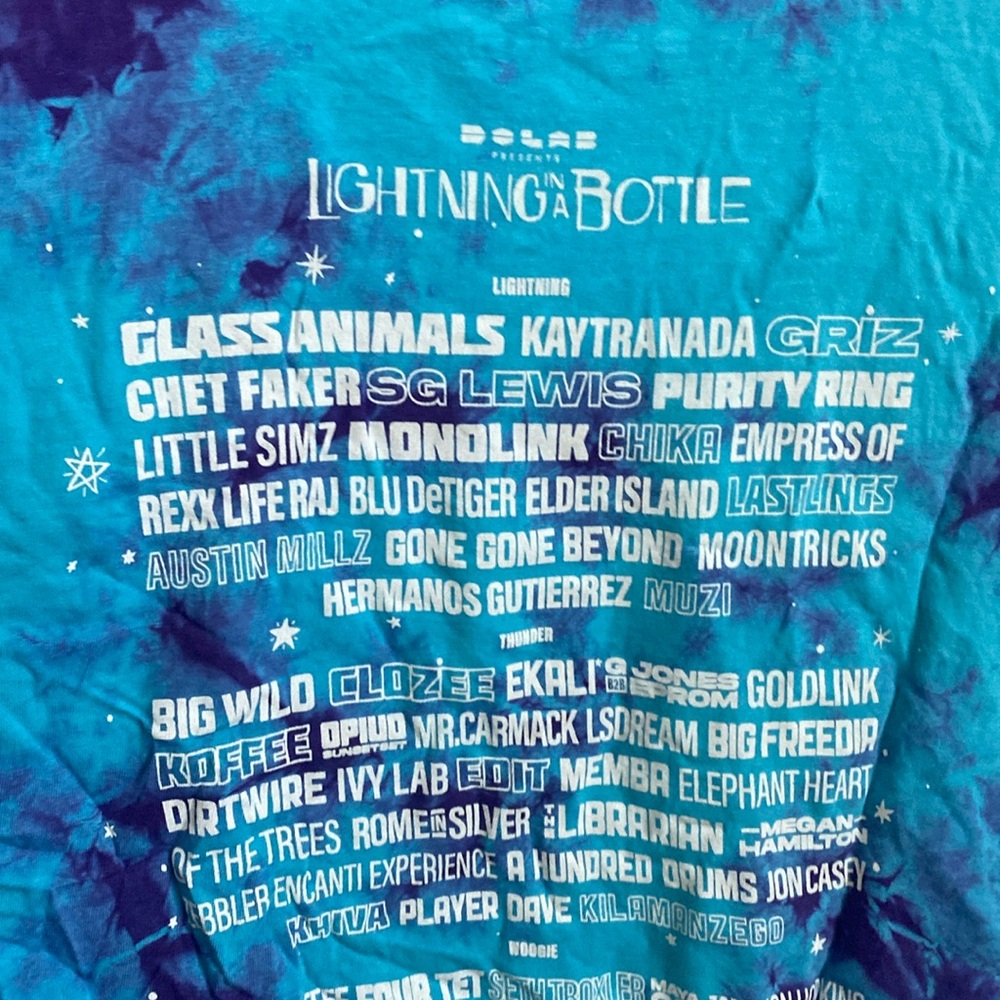 DOLAB
PRESENTS
LIGHTNING IN A BOTTLE
LIGHTNING
GLASS ANIMALS KAYTRANADA GRIZ
CHET FAKER SG LEWIS PURITY RING
LITTLE SIMZ MONOLINK CHIKA EMPRESS OF
REXX LIFE RAJ BLU DeTIGER ELDER ISLAND LASTLINGS
AUSTIN MILLZ GONE GONE BEYOND MOONTRICKS
HERMANOS GUTIERREZ MUZI
THUNDER
BIG WILD CLOZEE EKALI G. JONES B2B EPROM GOLDLINK
KOFFEE OPIUO SUNSET SET MR. CARMACK LSDREAM BIG FREEDIA
DIRTWIRE IVY LAB EDIT MEMBA ELEPHANT HEART
OF THE TREES ROME IN SILVER THE LIBRARIAN MEGAN HAMILTON
ENCANTI EXPERIENCE A HUNDRED DRUMS JON CASEY
KHIVA PLAYER DAVE KILAMANZEGO
WOOGIE
FOUR TET SETH TROXLER